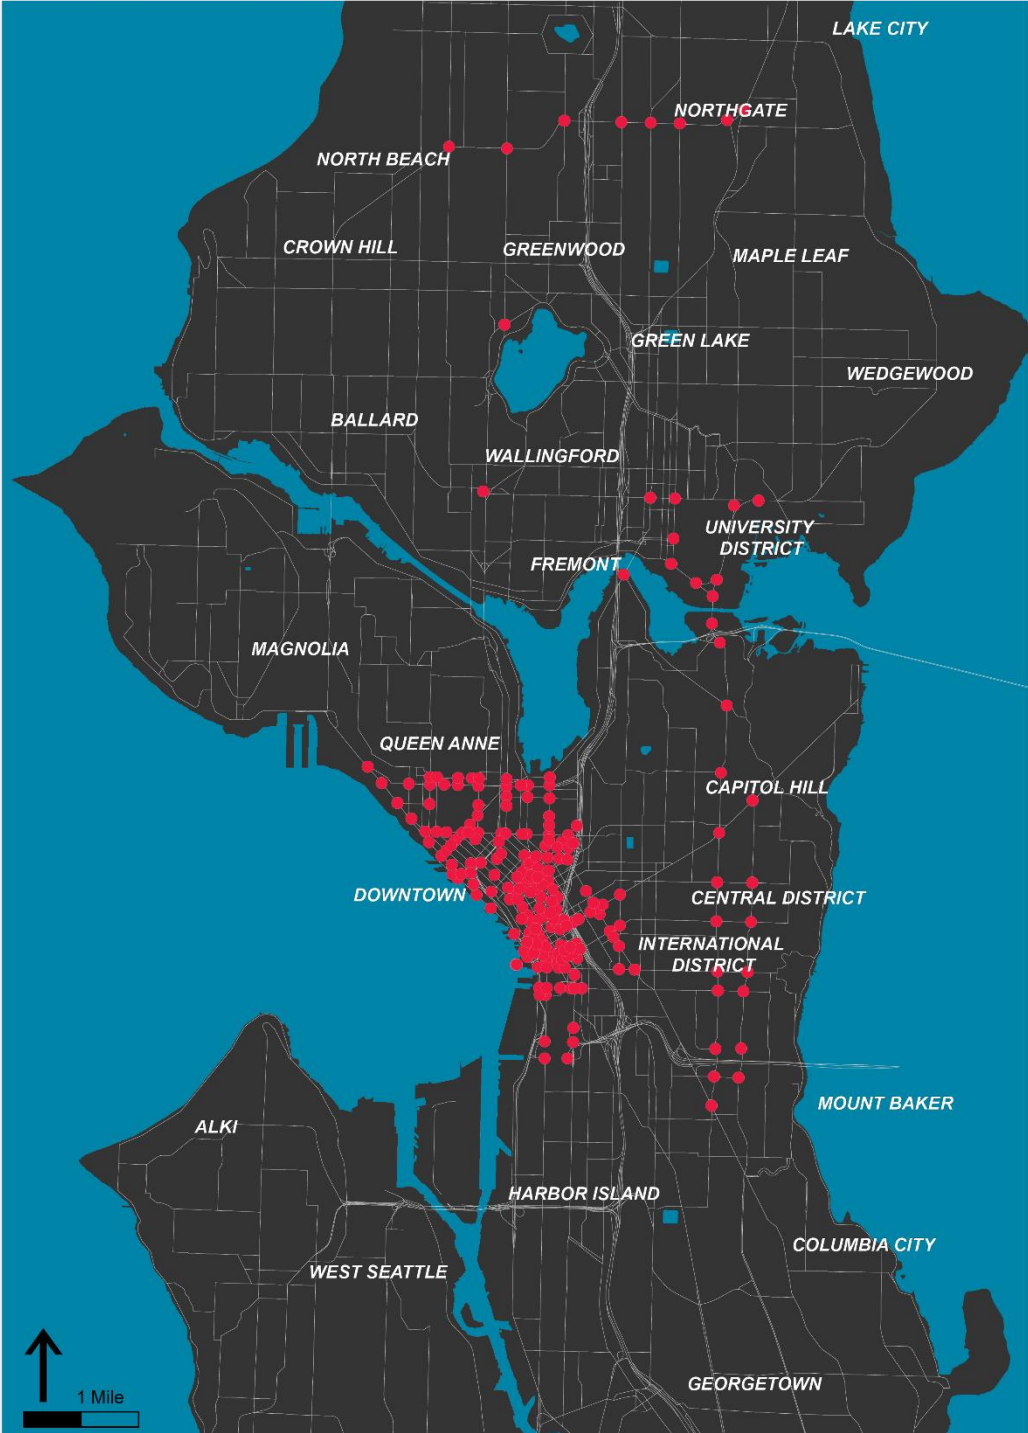 LAKE CITY
NORTHGATE
NORTH BEACH
CROWN HILL
GREENWOOD
MAPLE LEAF
GREEN LAKE
WEDGEWOOD
BALLARD
WALLINGFORD
UNIVERSITY
DISTRICT
FREMONT
MAGNOLIA
QUEEN ANNE
CAPITOL HILL
DOWNTOWN
CENTRAL DISTRICT
INTERNATIONAL
DISTRICT
MOUNT BAKER
ALKI
HARBOR ISLAND
COLUMBIA CITY
WEST SEATTLE
GEORGETOWN
1 Mile